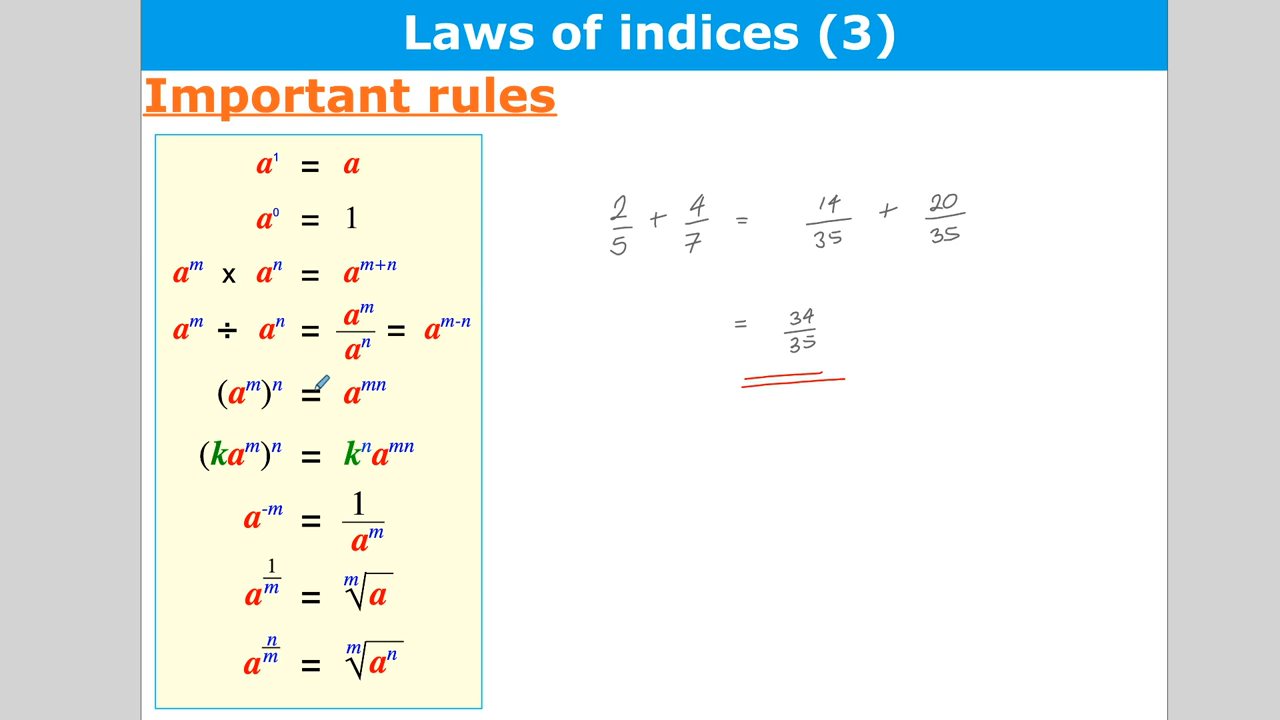 Laws of indices (3)
Important rules
a¹ = a
a⁰ = 1
aᵐ x aⁿ = aᵐ⁺ⁿ
aᵐ ÷ aⁿ = aᵐ/aⁿ = aᵐ⁻ⁿ
(aᵐ)ⁿ = aᵐⁿ
(kaᵐ)ⁿ = kⁿaᵐⁿ
a⁻ᵐ = 1/aᵐ
a^(1/m) = ᵐ√a
a^(n/m) = ᵐ√aⁿ
2/5 + 4/7 = 14/35 + 20/35
= 34/35